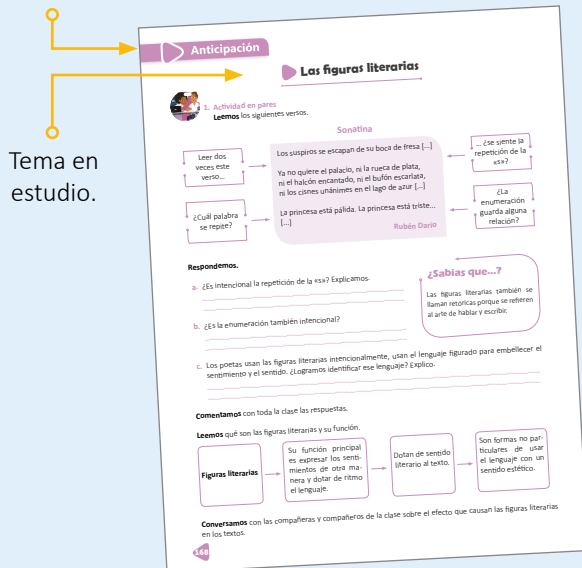 Tema en
estudio.
Anticipación
Las figuras literarias
1. Actividad en pares
Leemos los siguientes versos.
Sonatina
Leer dos
veces este
verso...
¿Cuál palabra
se repite?
Los suspiros se escapan de su boca de fresa [...]
Ya no quiere el palacio, ni la rueca de plata,
ni el halcón encantado, ni el bufón escarlata,
ni los cisnes unánimes en el lago de azur [...]
La princesa está pálida. La princesa está triste...
[...]
Rubén Darío
... ¿se siente la
repetición de la
«s»?
¿La
enumeración
guarda alguna
relación?
Respondemos.
a. ¿Es intencional la repetición de la «s»? Explicamos.
b. ¿Es la enumeración también intencional?
¿Sabías que...?
Las figuras literarias también se
llaman retóricas porque se refieren
al arte de hablar y escribir.
c. Los poetas usan las figuras literarias intencionalmente, usan el lenguaje figurado para embellecer el
sentimiento y el sentido. ¿Logramos identificar ese lenguaje? Explico.
Comentamos con toda la clase las respuestas.
Leemos qué son las figuras literarias y su función.
Figuras literarias
Su función principal
es expresar los senti-
mientos de otra ma-
nera y dotar de ritmo
el lenguaje.
Dotan de sentido
literario al texto.
Son formas no par-
ticulares de usar
el lenguaje con un
sentido estético.
Conversamos con las compañeras y compañeros de la clase sobre el efecto que causan las figuras literarias
en los textos.
168